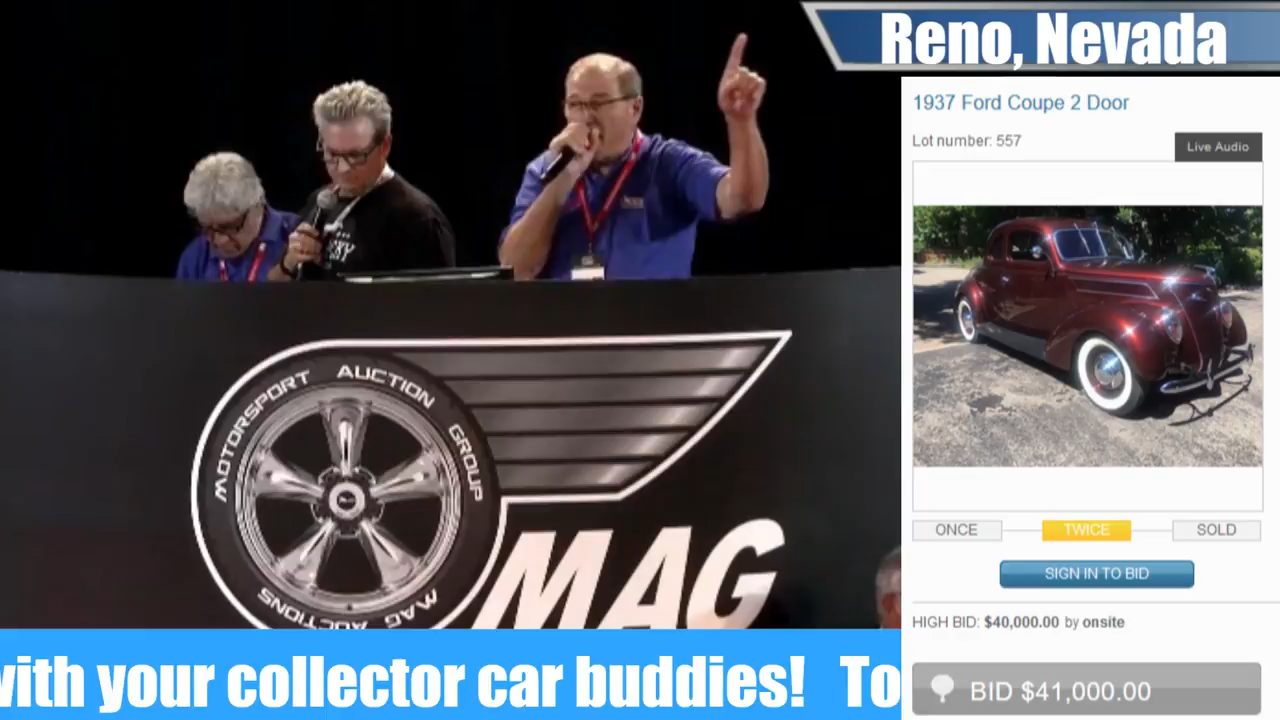 Reno, Nevada
1937 Ford Coupe 2 Door
Lot number: 557
Live Audio
ONCE
TWICE
SOLD
SIGN IN TO BID
HIGH BID: $40,000.00 by onsite
BID $41,000.00
MOTORSPORT AUCTION GROUP
MAG AUCTIONS
MAG
with your collector car buddies! To